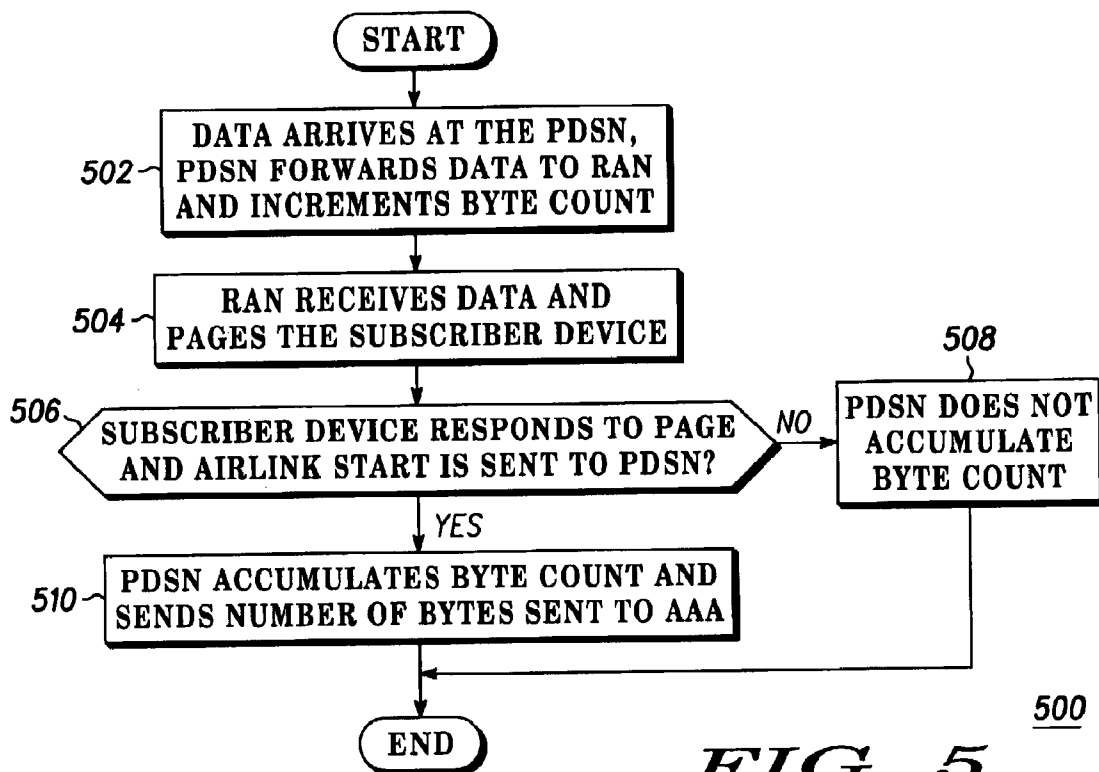 START
502
DATA ARRIVES AT THE PDSN,
PDSN FORWARDS DATA TO RAN
AND INCREMENTS BYTE COUNT
504
RAN RECEIVES DATA AND
PAGES THE SUBSCRIBER DEVICE
506
SUBSCRIBER DEVICE RESPONDS TO PAGE
AND AIRLINK START IS SENT TO PDSN?
NO
508
PDSN DOES NOT
ACCUMULATE
BYTE COUNT
YES
510
PDSN ACCUMULATES BYTE COUNT AND
SENDS NUMBER OF BYTES SENT TO AAA
END
500
FIG. 5